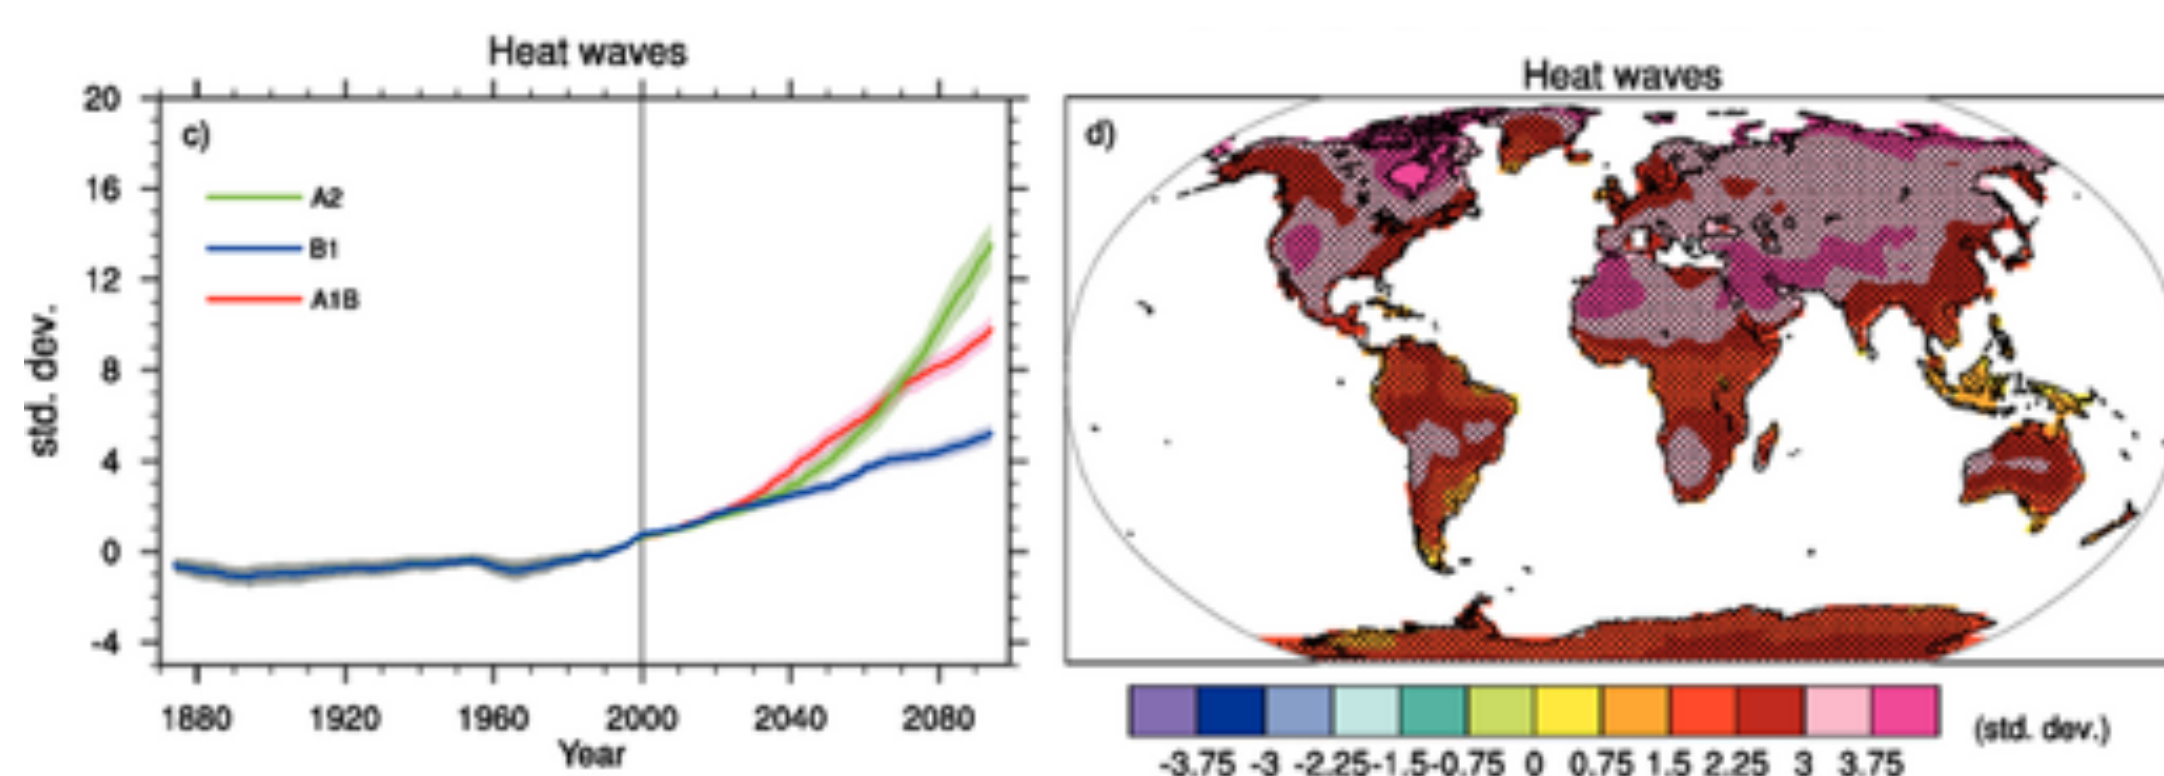 Heat waves
20
16
12
8
4
0
-4
std. dev.
c)
A2
B1
A1B
1880 1920 1960 2000 2040 2080
Year
Heat waves
d)
-3.75 -3 -2.25 -1.5 -0.75 0 0.75 1.5 2.25 3 3.75
(std. dev.)